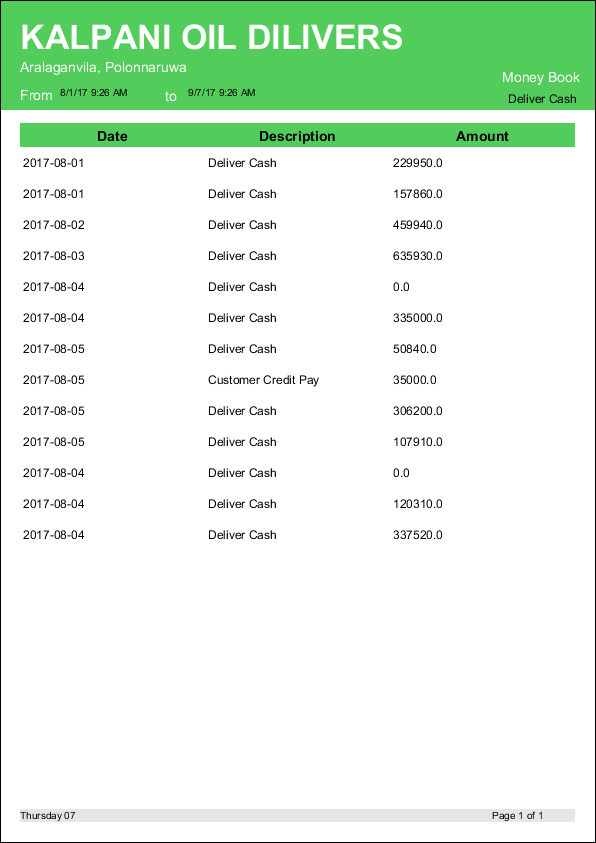 KALPANI OIL DILIVERS
Aralaganvila, Polonnaruwa
Money Book
From 8/1/17 9:26 AM to 9/7/17 9:26 AM
Deliver Cash
Date Description Amount
2017-08-01 Deliver Cash 229950.0
2017-08-01 Deliver Cash 157860.0
2017-08-02 Deliver Cash 459940.0
2017-08-03 Deliver Cash 635930.0
2017-08-04 Deliver Cash 0.0
2017-08-04 Deliver Cash 335000.0
2017-08-05 Deliver Cash 50840.0
2017-08-05 Customer Credit Pay 35000.0
2017-08-05 Deliver Cash 306200.0
2017-08-05 Deliver Cash 107910.0
2017-08-04 Deliver Cash 0.0
2017-08-04 Deliver Cash 120310.0
2017-08-04 Deliver Cash 337520.0
Thursday 07 Page 1 of 1